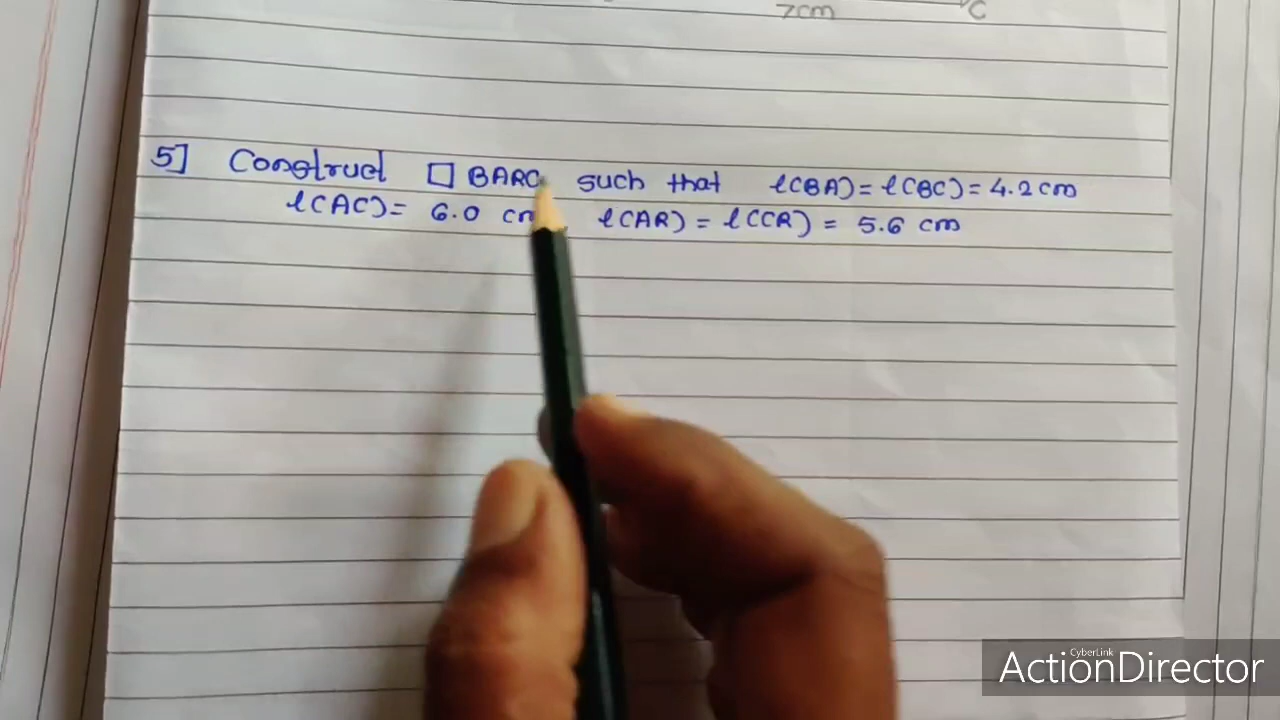 7cm C
5] Construct □ BARC such that l(BA) = l(BC) = 4.2 cm
l(AC) = 6.0 cm l(AR) = l(CR) = 5.6 cm
CyberLink
ActionDirector